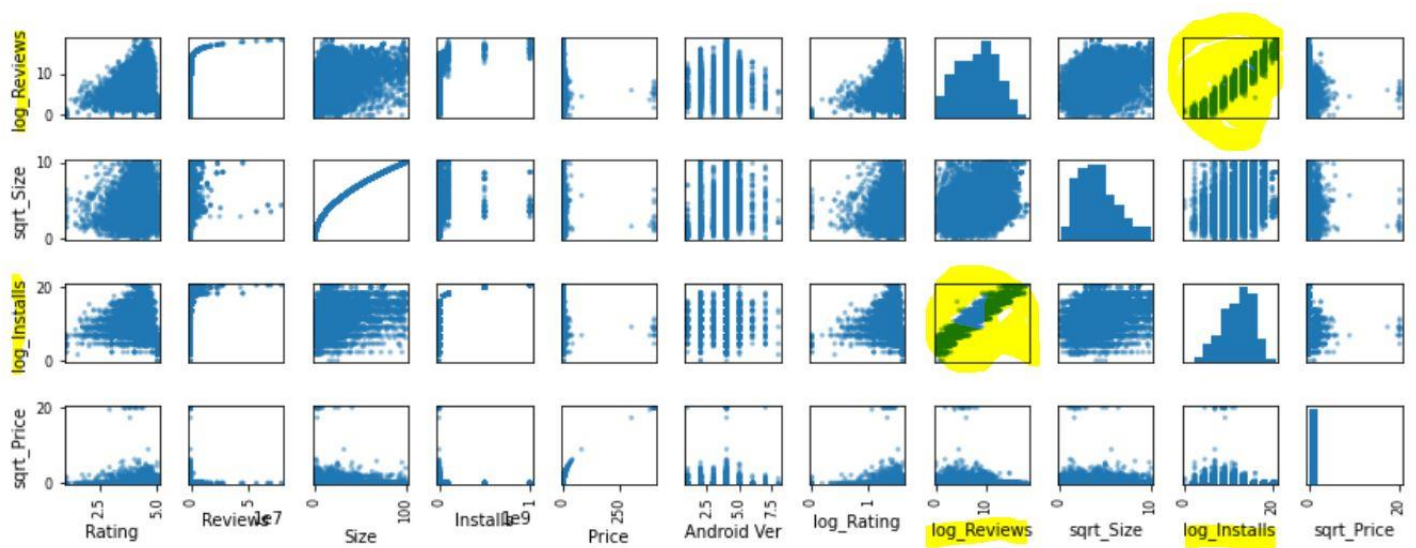 log_Reviews
10
0
sqrt_Size
10
0
log_Installs
20
0
sqrt_Price
20
0
2.5 5.0 0 5 0 100 0 1 0 250 2.5 5.0 7.5 1 0 10 0 10 0 20 0 20
1e7 1e9
Rating Reviews Size Installs Price Android Ver log_Rating log_Reviews sqrt_Size log_Installs sqrt_Price